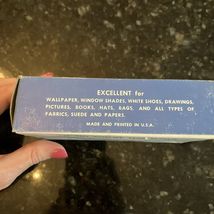 EXCELLENT for
WALLPAPER, WINDOW SHADES, WHITE SHOES, DRAWINGS,
PICTURES, BOOKS, HATS, BAGS, AND ALL TYPES OF
FABRICS, SUEDE AND PAPERS.
MADE AND PRINTED IN U.S.A.